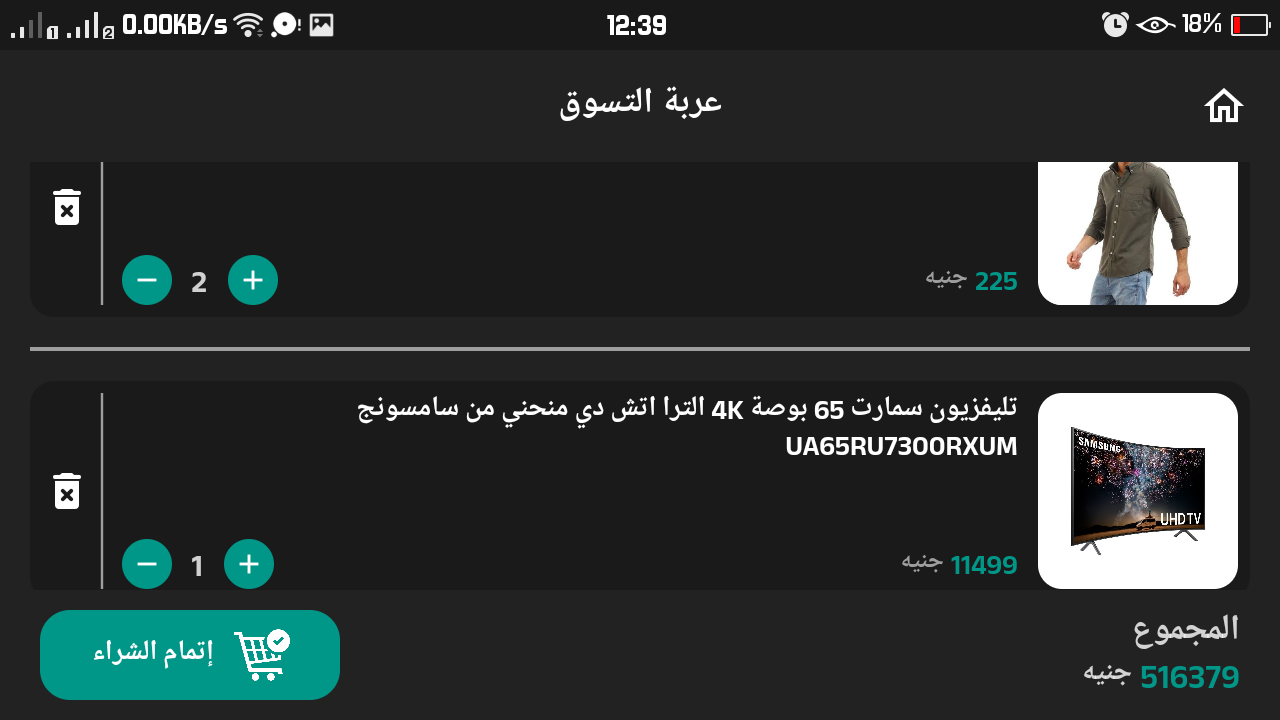 1 2 0.00KB/s 12:39 18%
عربة التسوق
225 جنيه
2
تليفزيون سمارت 65 بوصة 4K الترا اتش دي منحني من سامسونج
UA65RU7300RXUM
SAMSUNG
UHDTV
11499 جنيه
1
المجموع
516379 جنيه
إتمام الشراء